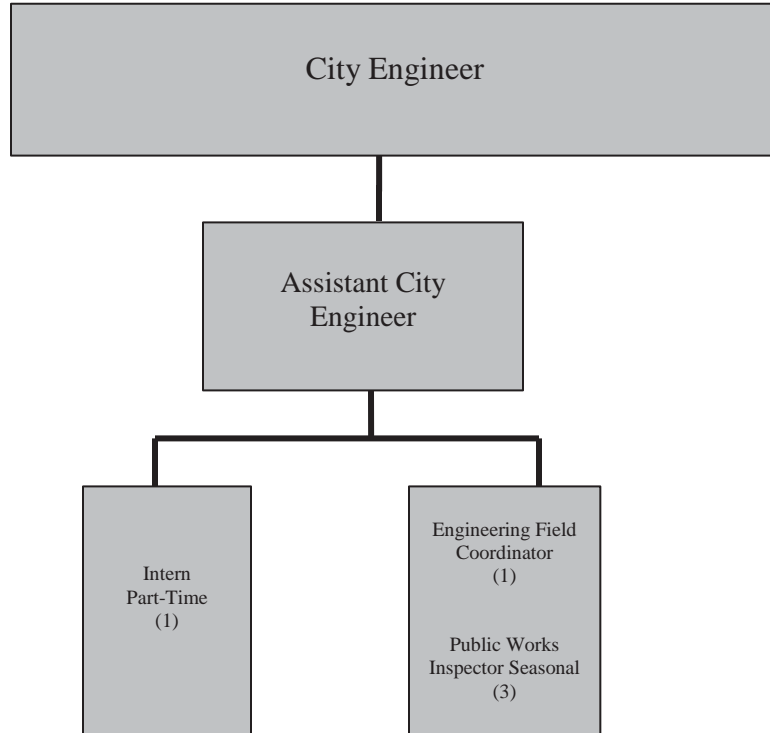 City Engineer
Assistant City
Engineer
Intern
Part-Time
(1)
Engineering Field
Coordinator
(1)
Public Works
Inspector Seasonal
(3)